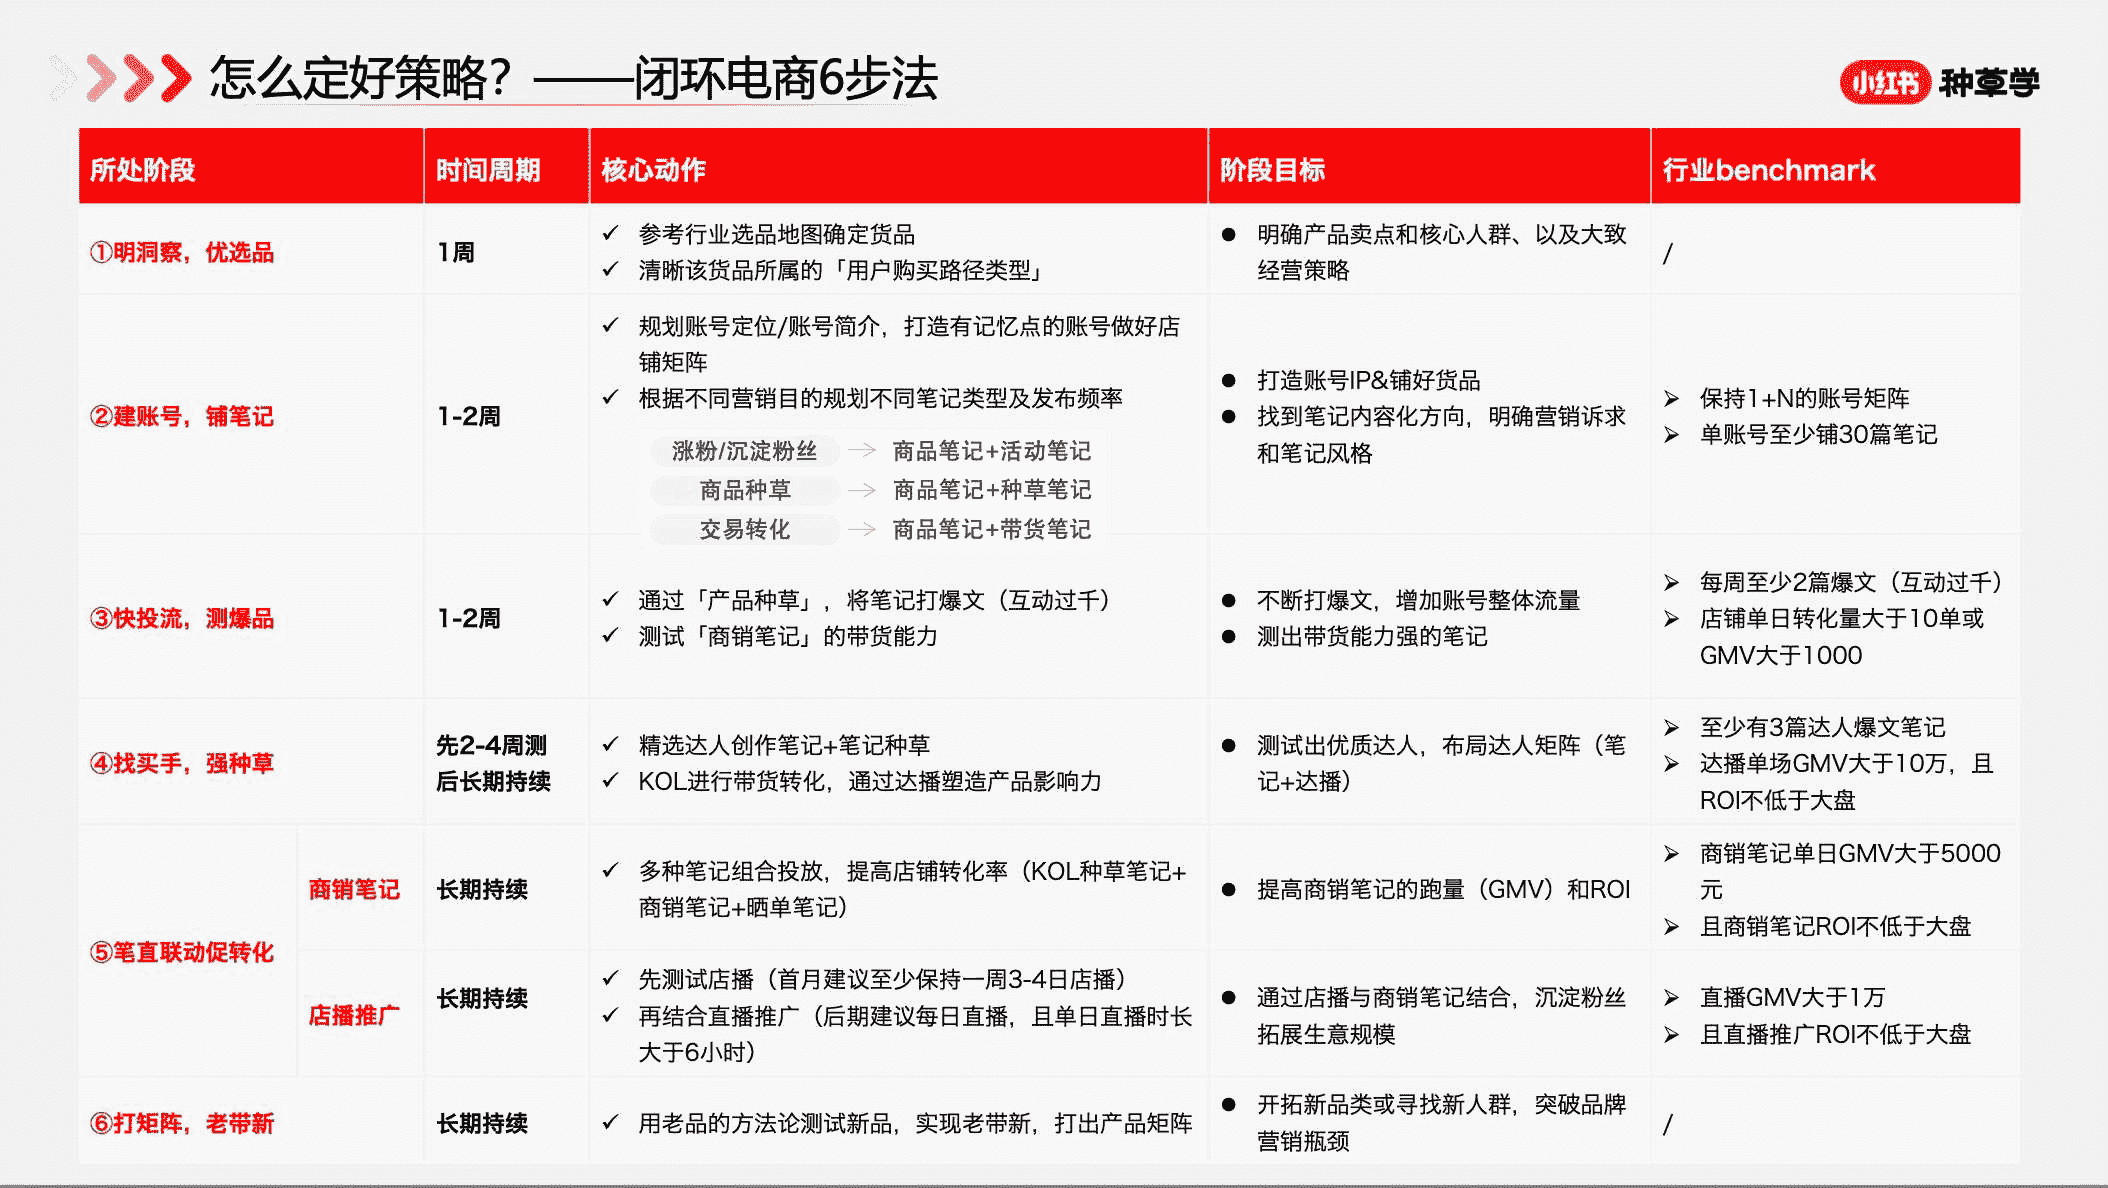 怎么定好策略？——闭环电商6步法
小红书 种草学
所处阶段 时间周期 核心动作 阶段目标 行业benchmark
①明洞察，优选品
1周
✓ 参考行业选品地图确定货品
✓ 清晰该货品所属的「用户购买路径类型」
● 明确产品卖点和核心人群、以及大致
经营策略
/
②建账号，铺笔记
1-2周
✓ 规划账号定位/账号简介，打造有记忆点的账号做好店
铺矩阵
✓ 根据不同营销目的规划不同笔记类型及发布频率
涨粉/沉淀粉丝 → 商品笔记+活动笔记
商品种草 → 商品笔记+种草笔记
交易转化 → 商品笔记+带货笔记
● 打造账号IP&铺好货品
● 找到笔记内容化方向，明确营销诉求
和笔记风格
➢ 保持1+N的账号矩阵
➢ 单账号至少铺30篇笔记
③快投流，测爆品
1-2周
✓ 通过「产品种草」，将笔记打爆文（互动过千）
✓ 测试「商销笔记」的带货能力
● 不断打爆文，增加账号整体流量
● 测出带货能力强的笔记
➢ 每周至少2篇爆文（互动过千）
➢ 店铺单日转化量大于10单或
GMV大于1000
④找买手，强种草
先2-4周测
后长期持续
✓ 精选达人创作笔记+笔记种草
✓ KOL进行带货转化，通过达播塑造产品影响力
● 测试出优质达人，布局达人矩阵（笔
记+达播）
➢ 至少有3篇达人爆文笔记
➢ 达播单场GMV大于10万，且
ROI不低于大盘
⑤笔直联动促转化
商销笔记
长期持续
✓ 多种笔记组合投放，提高店铺转化率（KOL种草笔记+
商销笔记+晒单笔记）
● 提高商销笔记的跑量（GMV）和ROI
➢ 商销笔记单日GMV大于5000
元
➢ 且商销笔记ROI不低于大盘
店播推广
长期持续
✓ 先测试店播（首月建议至少保持一周3-4日店播）
✓ 再结合直播推广（后期建议每日直播，且单日直播时长
大于6小时）
● 通过店播与商销笔记结合，沉淀粉丝
拓展生意规模
➢ 直播GMV大于1万
➢ 且直播推广ROI不低于大盘
⑥打矩阵，老带新
长期持续
✓ 用老品的方法论测试新品，实现老带新，打出产品矩阵
● 开拓新品类或寻找新人群，突破品牌
营销瓶颈
/